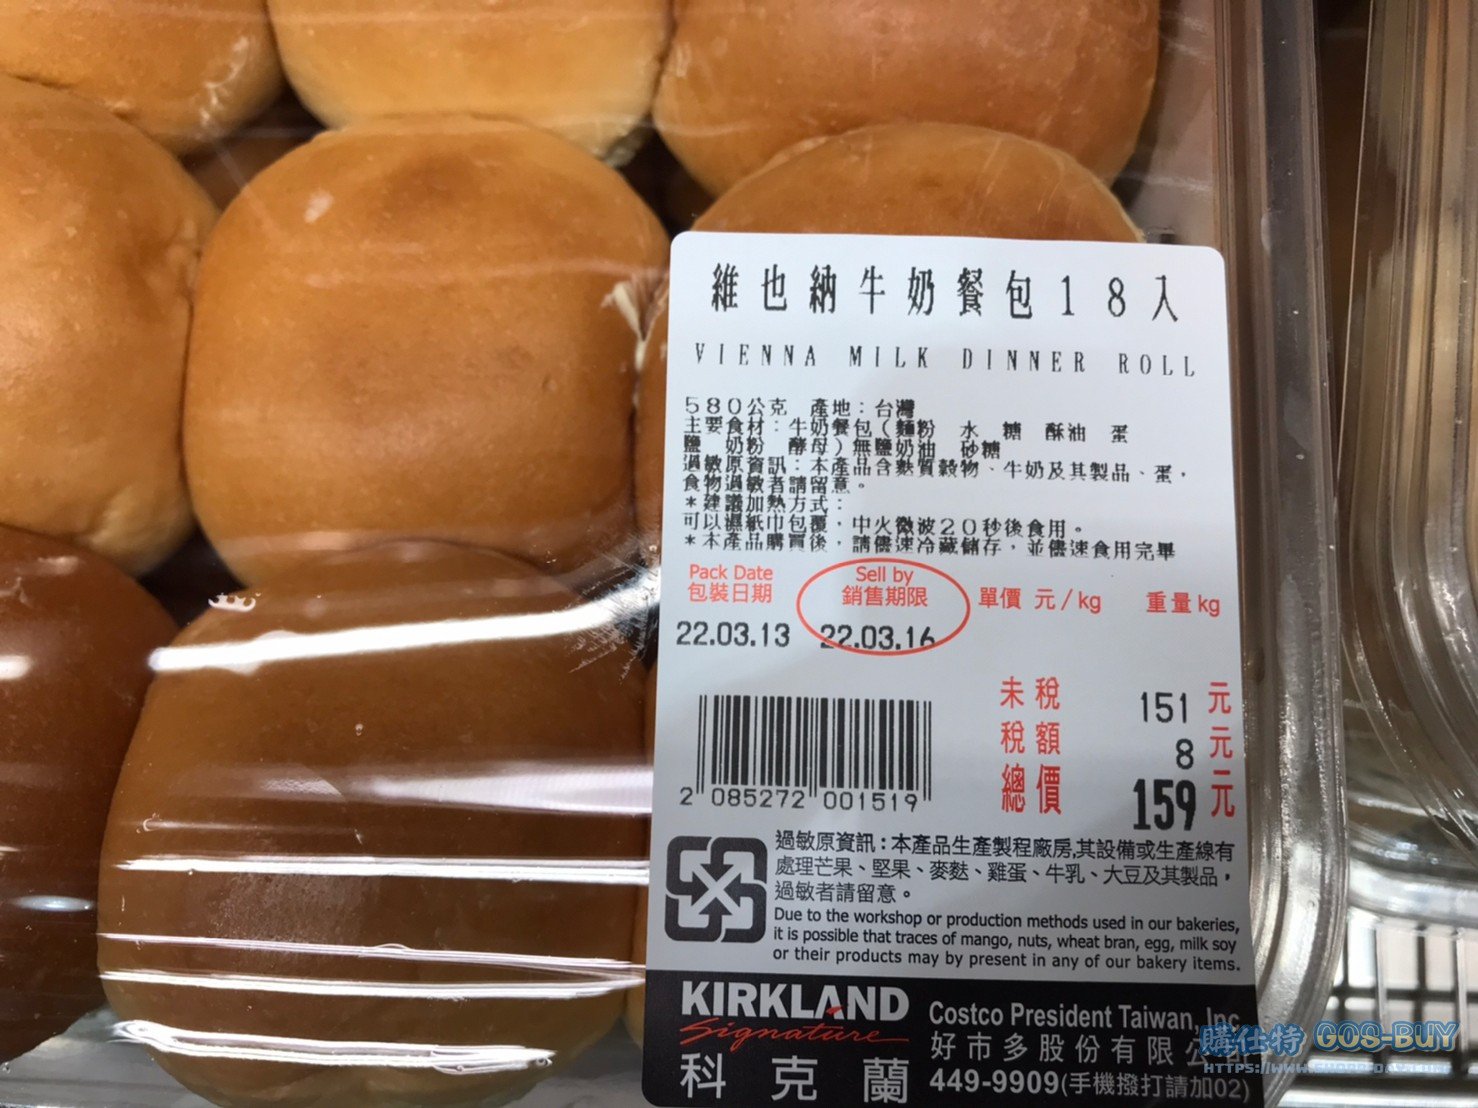 維也納牛奶餐包18入
VIENNA MILK DINNER ROLL
580公克 產地：台灣
主要食材：牛奶餐包（麵粉 水 糖 酥油 蛋
鹽 奶粉 酵母）無鹽奶油 砂糖
過敏原資訊：本產品含麩質穀物、牛奶及其製品、蛋，
食物過敏者請留意。
*建議加熱方式：
可以濕紙巾包覆，中火微波20秒後食用。
*本產品購買後，請儘速冷藏儲存，並儘速食用完畢
Pack Date Sell by
包裝日期 銷售期限 單價 元/kg 重量kg
22.03.13 22.03.16
未稅 151 元
稅額 8 元
總價 159 元
2 085272 001519
過敏原資訊：本產品生產製程廠房,其設備或生產線有
處理芒果、堅果、麥麩、雞蛋、牛乳、大豆及其製品，
過敏者請留意。
Due to the workshop or production methods used in our bakeries,
it is possible that traces of mango, nuts, wheat bran, egg, milk soy
or their products may by present in any of our bakery items.
KIRKLAND
Signature
科克蘭
Costco President Taiwan, Inc.
好市多股份有限公
449-9909(手機撥打請加02)
購仕特 GOS-BUY